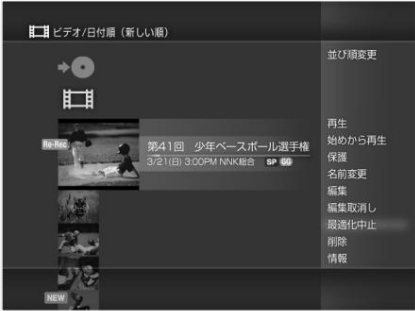 ビデオ/日付順（新しい順）
並び順変更
Re-Rec
第41回 少年ベースボール選手権
3/21(日) 3:00PM NNK総合 SP GG
再生
始めから再生
保護
名前変更
編集
編集取消し
最適化中止
削除
情報
NEW